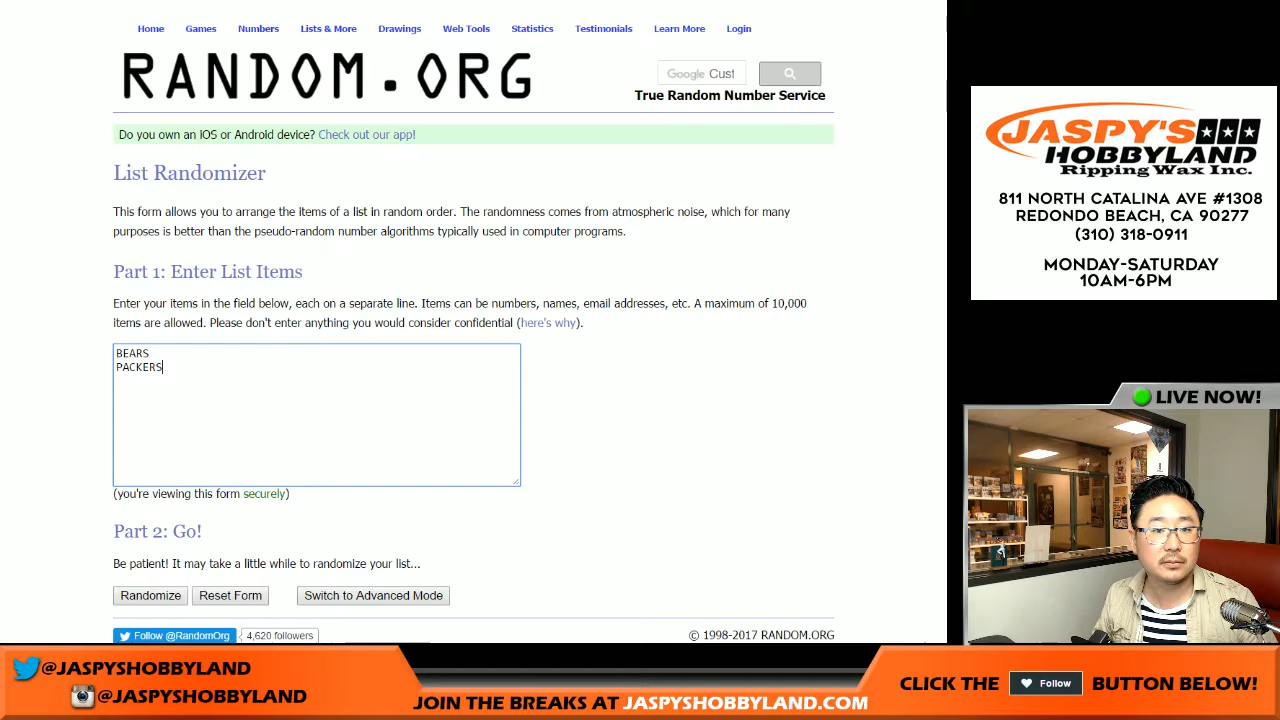 Home Games Numbers Lists & More Drawings Web Tools Statistics Testimonials Learn More Login
RANDOM.ORG
Google Cust
True Random Number Service
Do you own an iOS or Android device? Check out our app!
List Randomizer
This form allows you to arrange the items of a list in random order. The randomness comes from atmospheric noise, which for many
purposes is better than the pseudo-random number algorithms typically used in computer programs.
Part 1: Enter List Items
Enter your items in the field below, each on a separate line. Items can be numbers, names, email addresses, etc. A maximum of 10,000
items are allowed. Please don't enter anything you would consider confidential (here's why).
BEARS
PACKERS
(you're viewing this form securely)
Part 2: Go!
Be patient! It may take a little while to randomize your list...
Randomize Reset Form Switch to Advanced Mode
Follow @RandomOrg 4,620 followers
© 1998-2017 RANDOM.ORG
JASPY'S
HOBBYLAND
Ripping Wax Inc.
811 NORTH CATALINA AVE #1308
REDONDO BEACH, CA 90277
(310) 318-0911
MONDAY-SATURDAY
10AM-6PM
LIVE NOW!
@JASPYSHOBBYLAND
@JASPYSHOBBYLAND
JOIN THE BREAKS AT JASPYSHOBBYLAND.COM
CLICK THE Follow BUTTON BELOW!